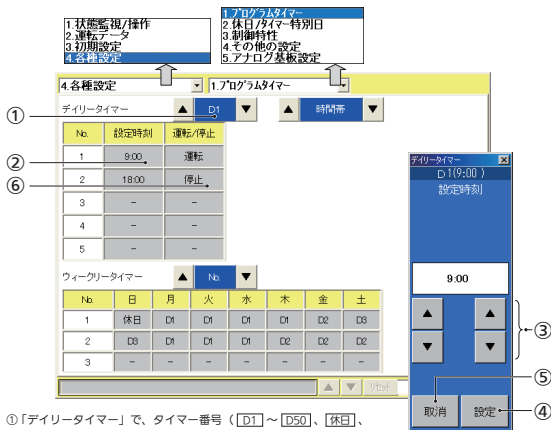 1.状態監視/操作
2.運転データ
3.初期設定
4.各種設定
1.プログラムタイマー
2.休日/タイマー特別日
3.制御特性
4.その他の設定
5.アナログ基板設定
4.各種設定 1.プログラムタイマー
デイリータイマー ▲ D1 ▼ ▲ 時間帯 ▼
①
No. 設定時刻 運転/停止
② 1 9:00 運転
⑥ 2 18:00 停止
3 － －
4 － －
5 － －
ウィークリータイマー ▲ No. ▼
No. 日 月 火 水 木 金 土
1 休日 D1 D1 D1 D1 D2 D3
2 D3 D1 D1 D1 D2 D2 D2
3 － － － － － － －
▲ ▼ リセット
デイリータイマー X
D1(9:00 )
設定時刻
9:00
▲ ▲
③
▼ ▼
⑤
取消 設定 ④
①「デイリータイマー」で、タイマー番号（D1 ～ D50、休日、